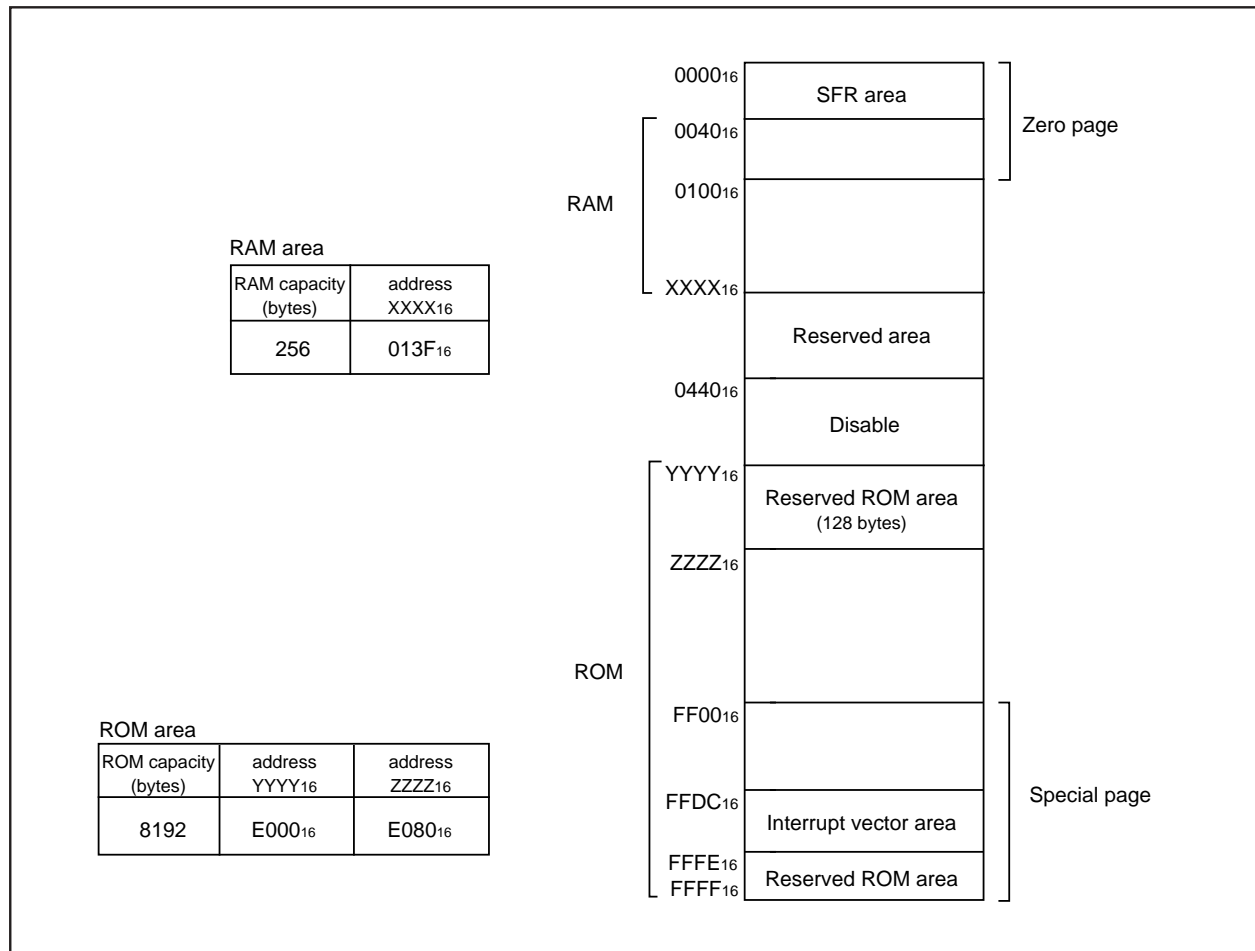 0000₁₆
SFR area
Zero page
0040₁₆
RAM
0100₁₆
XXXX₁₆
Reserved area
0440₁₆
Disable
YYYY₁₆
Reserved ROM area
(128 bytes)
ZZZZ₁₆
ROM
FF00₁₆
FFDC₁₆
Interrupt vector area
Special page
FFFE₁₆
Reserved ROM area
FFFF₁₆
RAM area
RAM capacity
(bytes)
address
XXXX₁₆
256
013F₁₆
ROM area
ROM capacity
(bytes)
address
YYYY₁₆
address
ZZZZ₁₆
8192
E000₁₆
E080₁₆